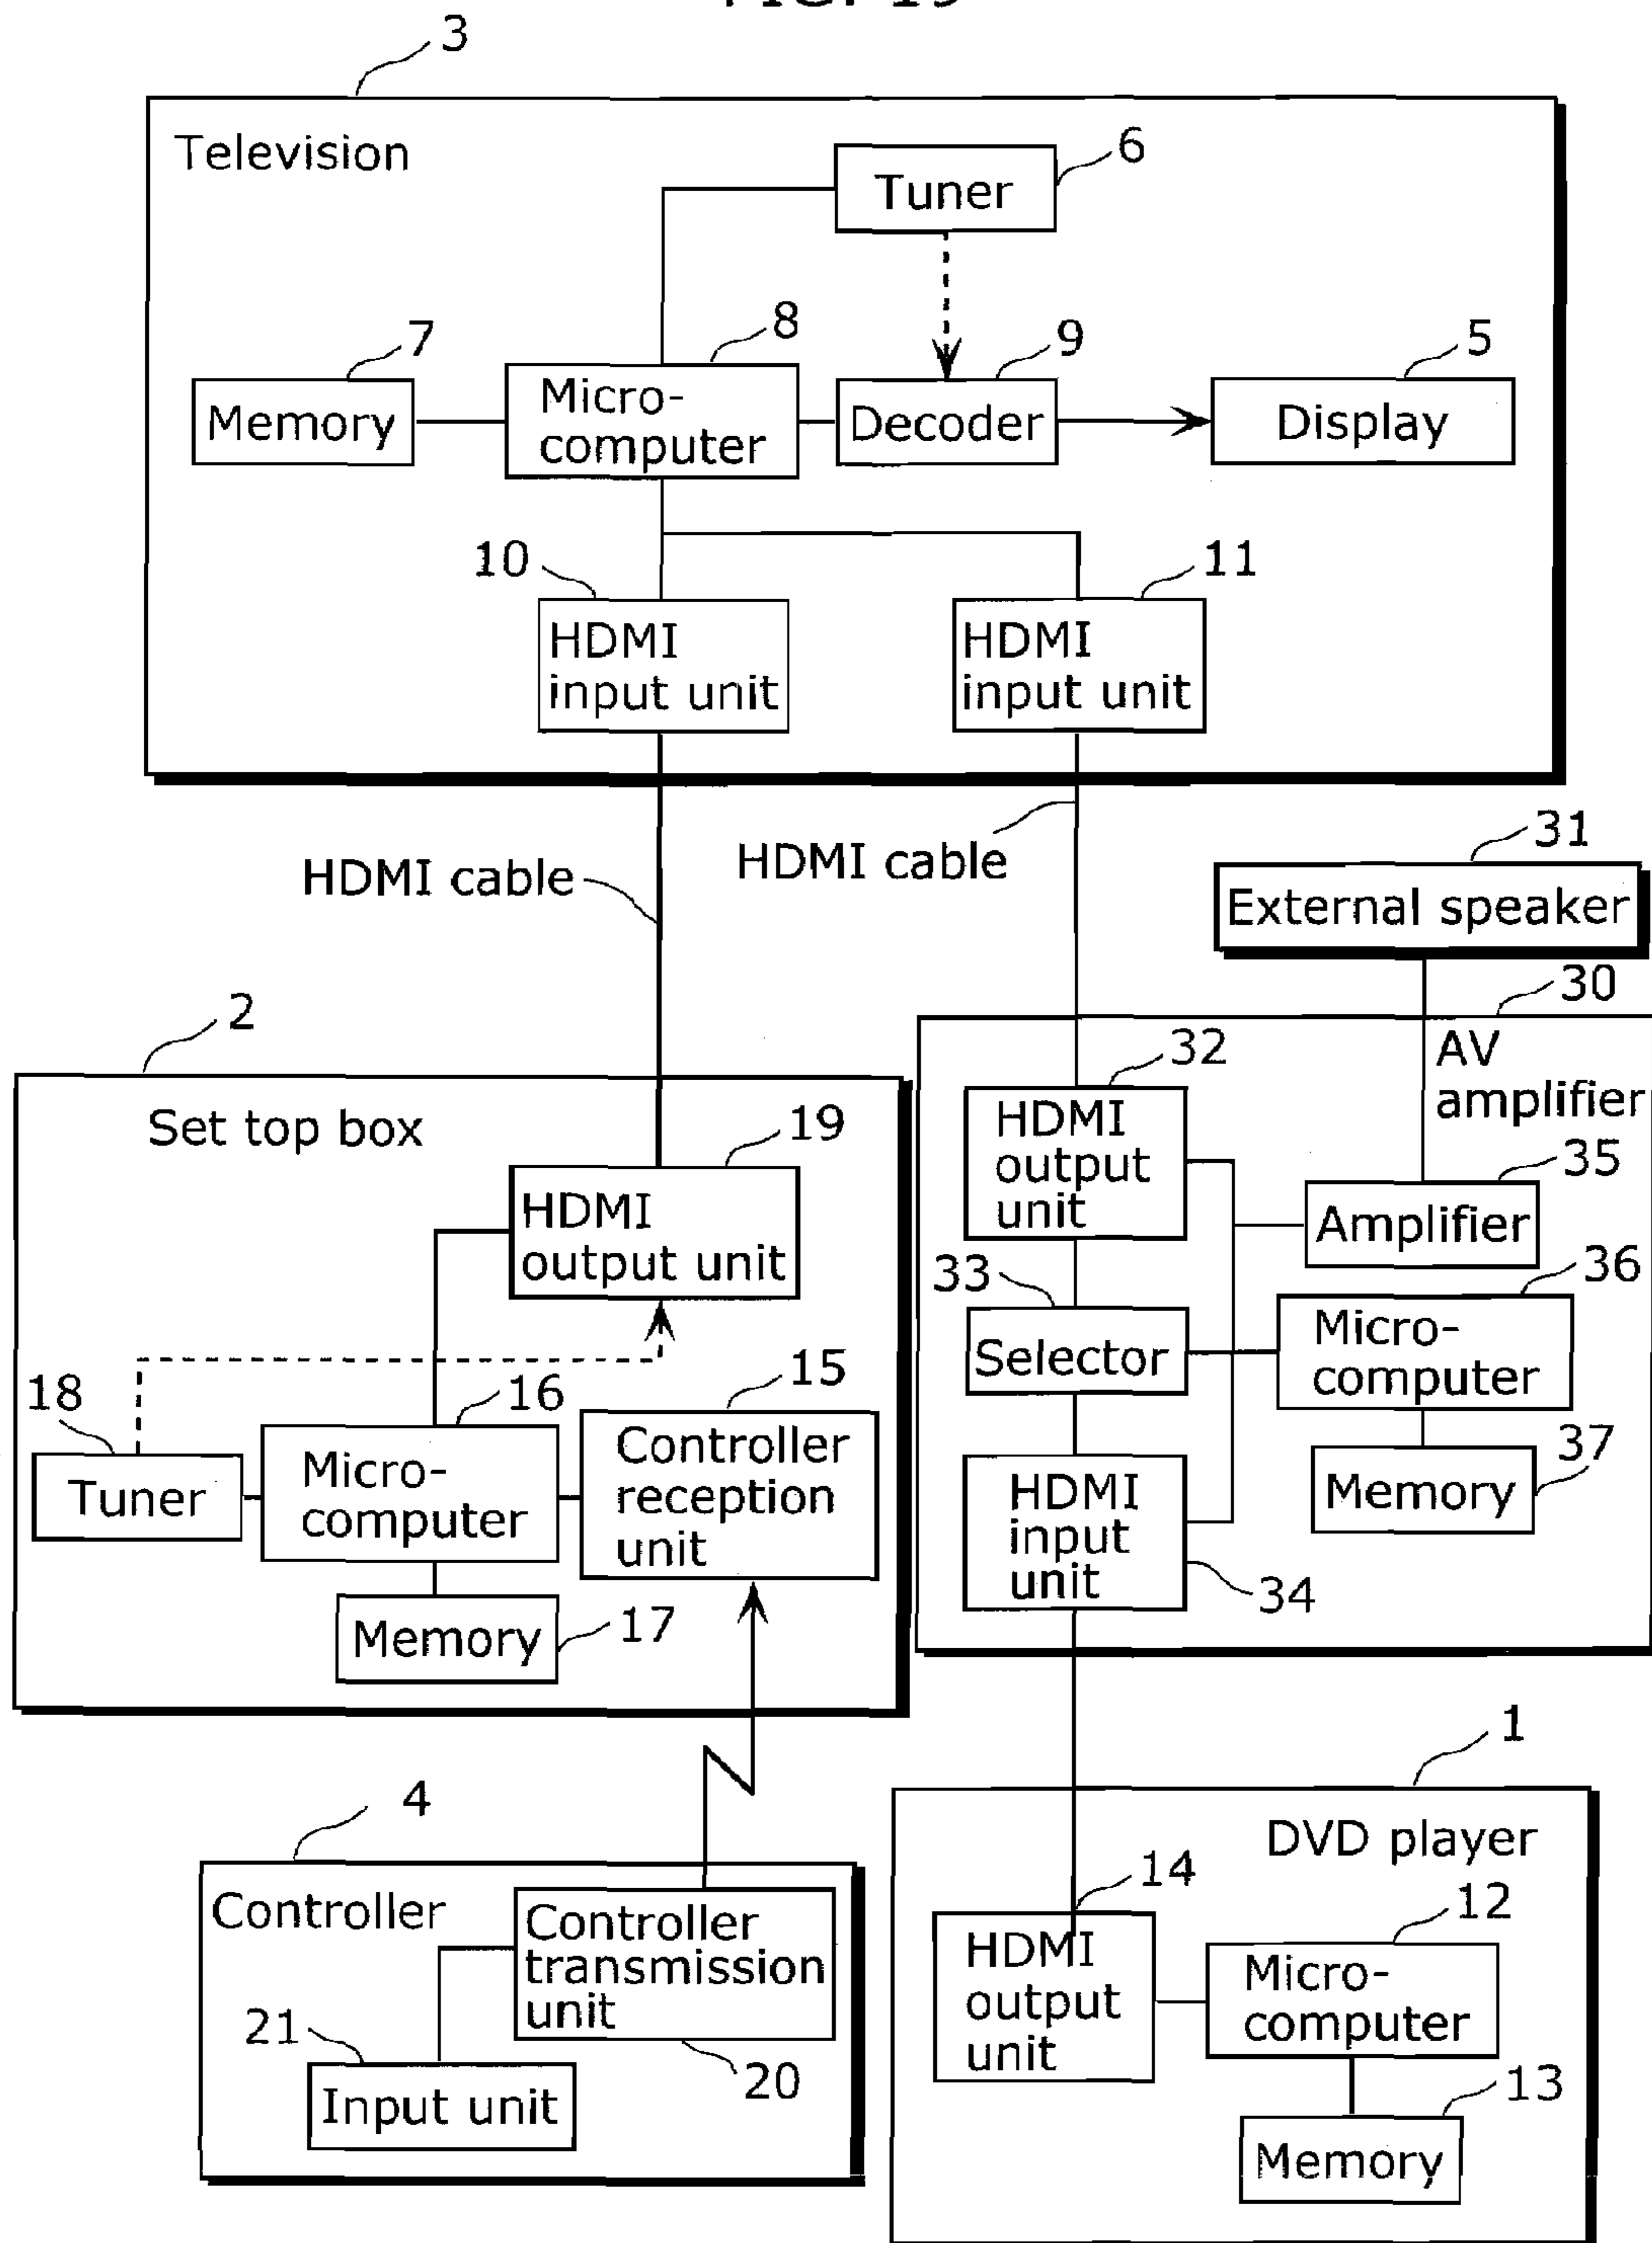 FIG. 19
3
Television
6
Tuner
7
8
9
5
Memory
Micro-
computer
Decoder
Display
10
11
HDMI
input unit
HDMI
input unit
HDMI cable
HDMI cable
31
External speaker
2
30
AV
amplifier
Set top box
19
HDMI
output unit
32
HDMI
output
unit
35
Amplifier
33
Selector
36
Micro-
computer
18
Tuner
16
Micro-
computer
15
Controller
reception
unit
37
Memory
HDMI
input
unit
34
Memory
17
1
4
DVD player
Controller
Controller
transmission
unit
14
HDMI
output
unit
12
Micro-
computer
21
Input unit
20
13
Memory